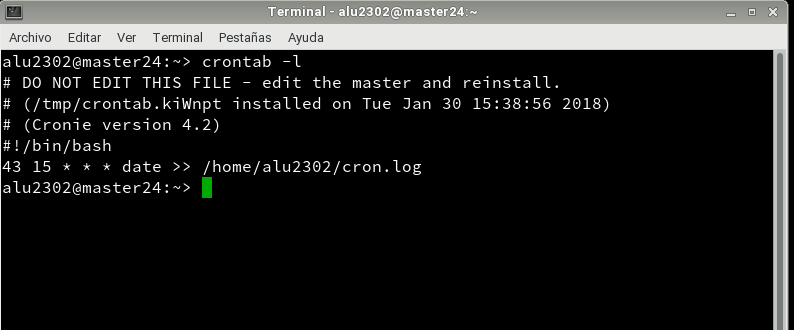 Terminal - alu2302@master24:~
Archivo Editar Ver Terminal Pestañas Ayuda
alu2302@master24:~> crontab -l
# DO NOT EDIT THIS FILE - edit the master and reinstall.
# (/tmp/crontab.kiWnpt installed on Tue Jan 30 15:38:56 2018)
# (Cronie version 4.2)
#!/bin/bash
43 15 * * * date >> /home/alu2302/cron.log
alu2302@master24:~>